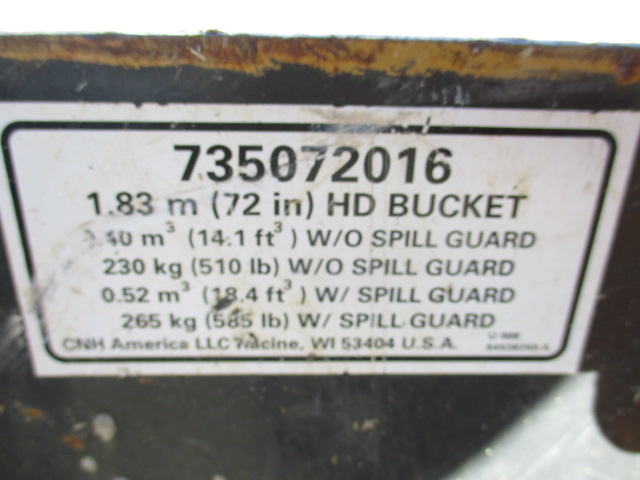 735072016
1.83 m (72 in) HD BUCKET
0.40 m³ (14.1 ft³) W/O SPILL GUARD
230 kg (510 lb) W/O SPILL GUARD
0.52 m³ (18.4 ft³) W/ SPILL GUARD
265 kg (585 lb) W/ SPILL GUARD
CNH America LLC Racine, WI 53404 U.S.A.